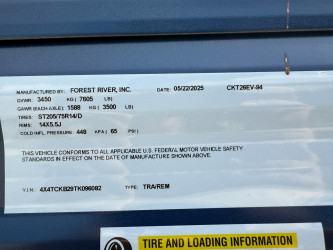 MANUFACTURED BY: FOREST RIVER, INC. DATE: 05/22/2025 CKT26EV-94
GVWR: 3450 KG ( 7605 LB)
GAWR (EACH AXLE): 1588 KG ( 3500 LB)
TIRES: ST205/75R14/D
RIMS: 14X5.5J
COLD INFL. PRESSURE: 448 KPA ( 65 PSI)
THIS VEHICLE CONFORMS TO ALL APPLICABLE U.S. FEDERAL MOTOR VEHICLE SAFETY
STANDARDS IN EFFECT ON THE DATE OF MANUFACTURE SHOWN ABOVE.
V.I.N.: 4X4TCKB29TK096082 TYPE: TRA/REM
TIRE AND LOADING INFORMATION